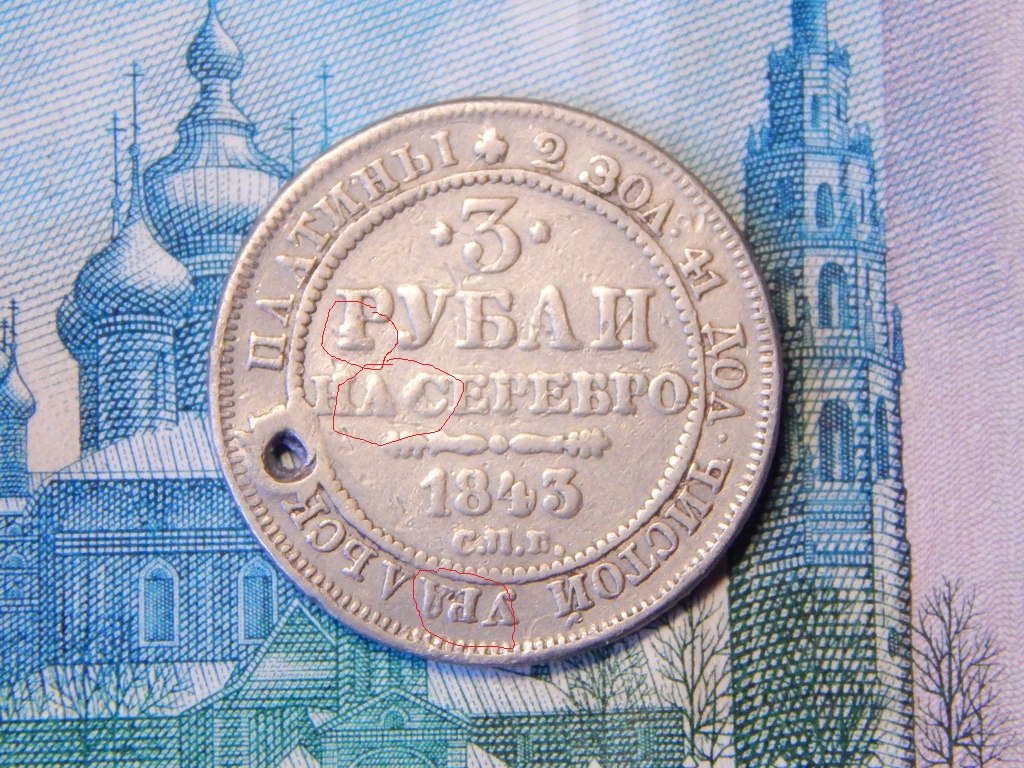 · 3 ·
РУБЛИ
НА СЕРЕБРО
1843
С.П.Б.
2 ЗОЛ. 41 ДОЛ. ЧИСТОЙ УРАЛЬСК ПЛАТИНЫ